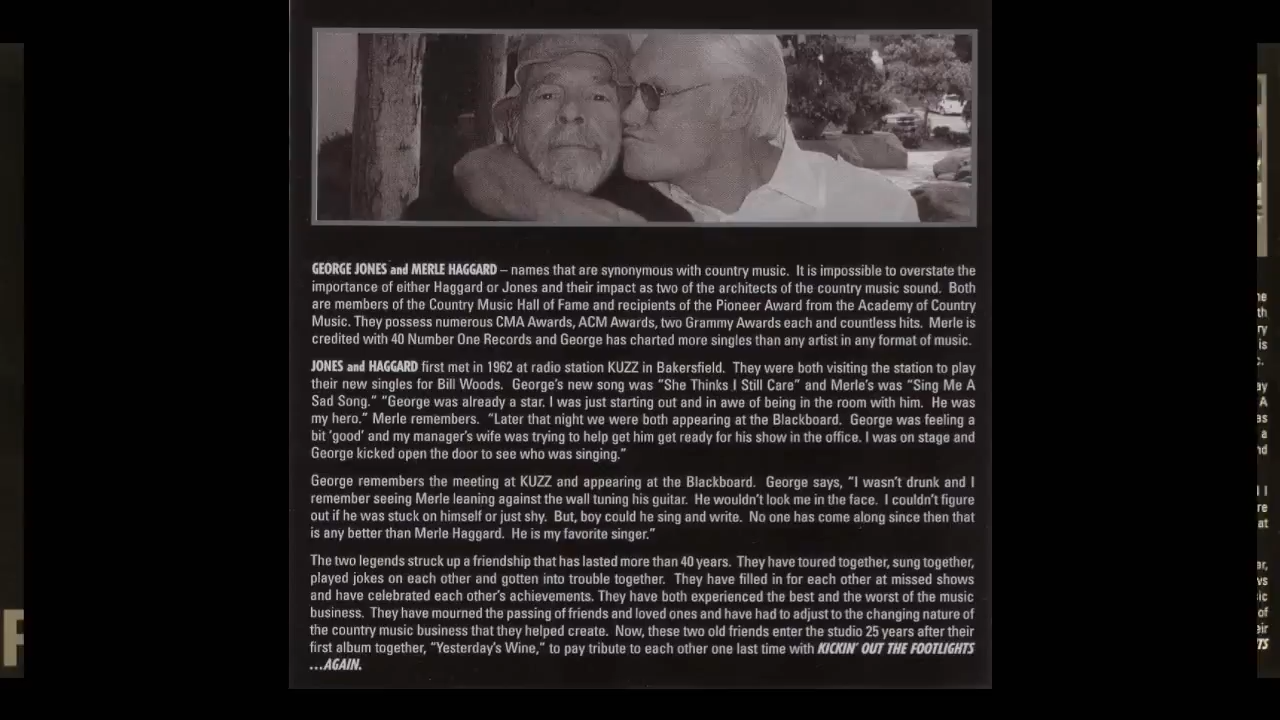 GEORGE JONES and MERLE HAGGARD – names that are synonymous with country music. It is impossible to overstate the
importance of either Haggard or Jones and their impact as two of the architects of the country music sound. Both
are members of the Country Music Hall of Fame and recipients of the Pioneer Award from the Academy of Country
Music. They possess numerous CMA Awards, ACM Awards, two Grammy Awards each and countless hits. Merle is
credited with 40 Number One Records and George has charted more singles than any artist in any format of music.
JONES and HAGGARD first met in 1962 at radio station KUZZ in Bakersfield. They were both visiting the station to play
their new singles for Bill Woods. George's new song was “She Thinks I Still Care” and Merle's was “Sing Me A
Sad Song.” “George was already a star. I was just starting out and in awe of being in the room with him. He was
my hero.” Merle remembers. “Later that night we were both appearing at the Blackboard. George was feeling a
bit ‘good’ and my manager's wife was trying to help get him get ready for his show in the office. I was on stage and
George kicked open the door to see who was singing.”
George remembers the meeting at KUZZ and appearing at the Blackboard. George says, “I wasn't drunk and I
remember seeing Merle leaning against the wall tuning his guitar. He wouldn't look me in the face. I couldn't figure
out if he was stuck on himself or just shy. But, boy could he sing and write. No one has come along since then that
is any better than Merle Haggard. He is my favorite singer.”
The two legends struck up a friendship that has lasted more than 40 years. They have toured together, sung together,
played jokes on each other and gotten into trouble together. They have filled in for each other at missed shows
and have celebrated each other's achievements. They have both experienced the best and the worst of the music
business. They have mourned the passing of friends and loved ones and have had to adjust to the changing nature of
the country music business that they helped create. Now, these two old friends enter the studio 25 years after their
first album together, “Yesterday's Wine,” to pay tribute to each other one last time with KICKIN' OUT THE FOOTLIGHTS
...AGAIN.